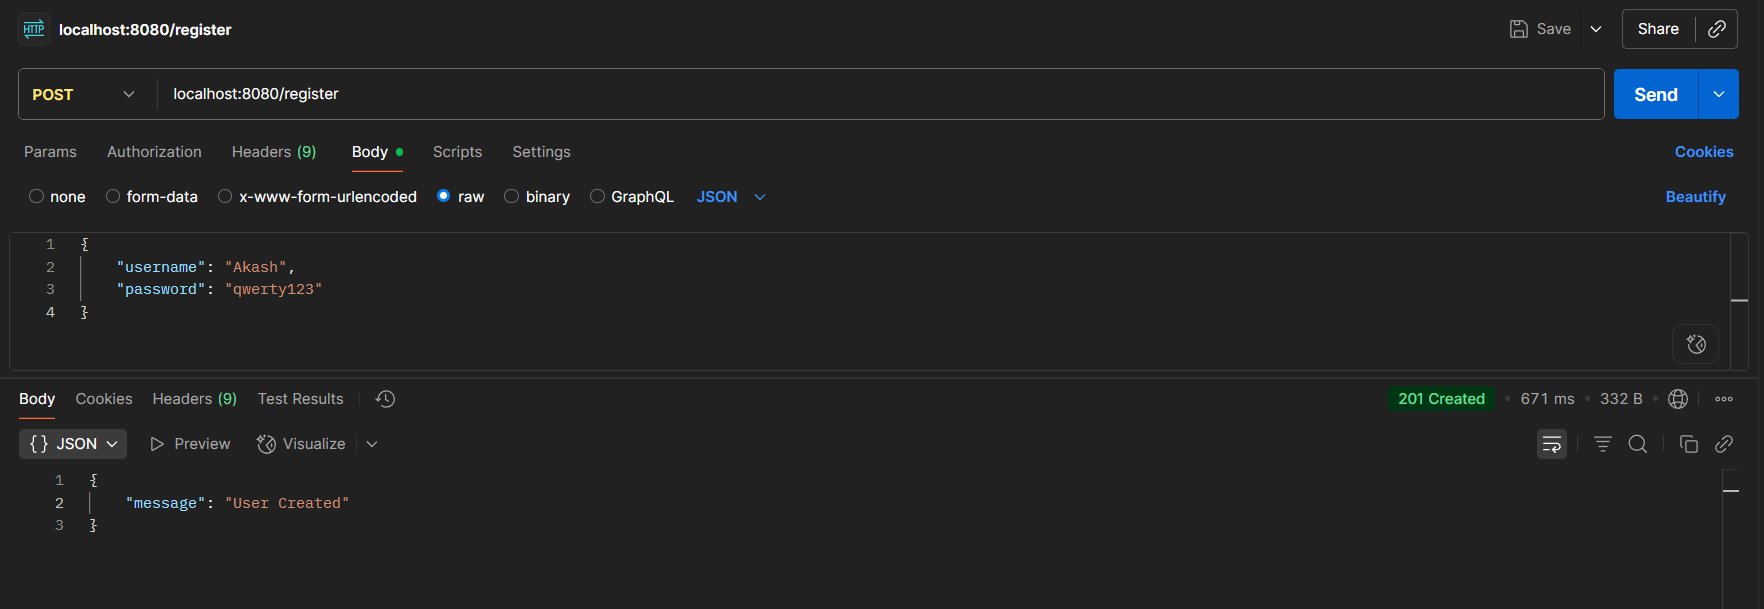 HTTP localhost:8080/register Save Share
POST localhost:8080/register Send
Params Authorization Headers (9) Body Scripts Settings Cookies
none form-data x-www-form-urlencoded raw binary GraphQL JSON Beautify
1 {
2 "username": "Akash",
3 "password": "qwerty123"
4 }
Body Cookies Headers (9) Test Results 201 Created • 671 ms • 332 B •
{} JSON Preview Visualize
1 {
2 "message": "User Created"
3 }